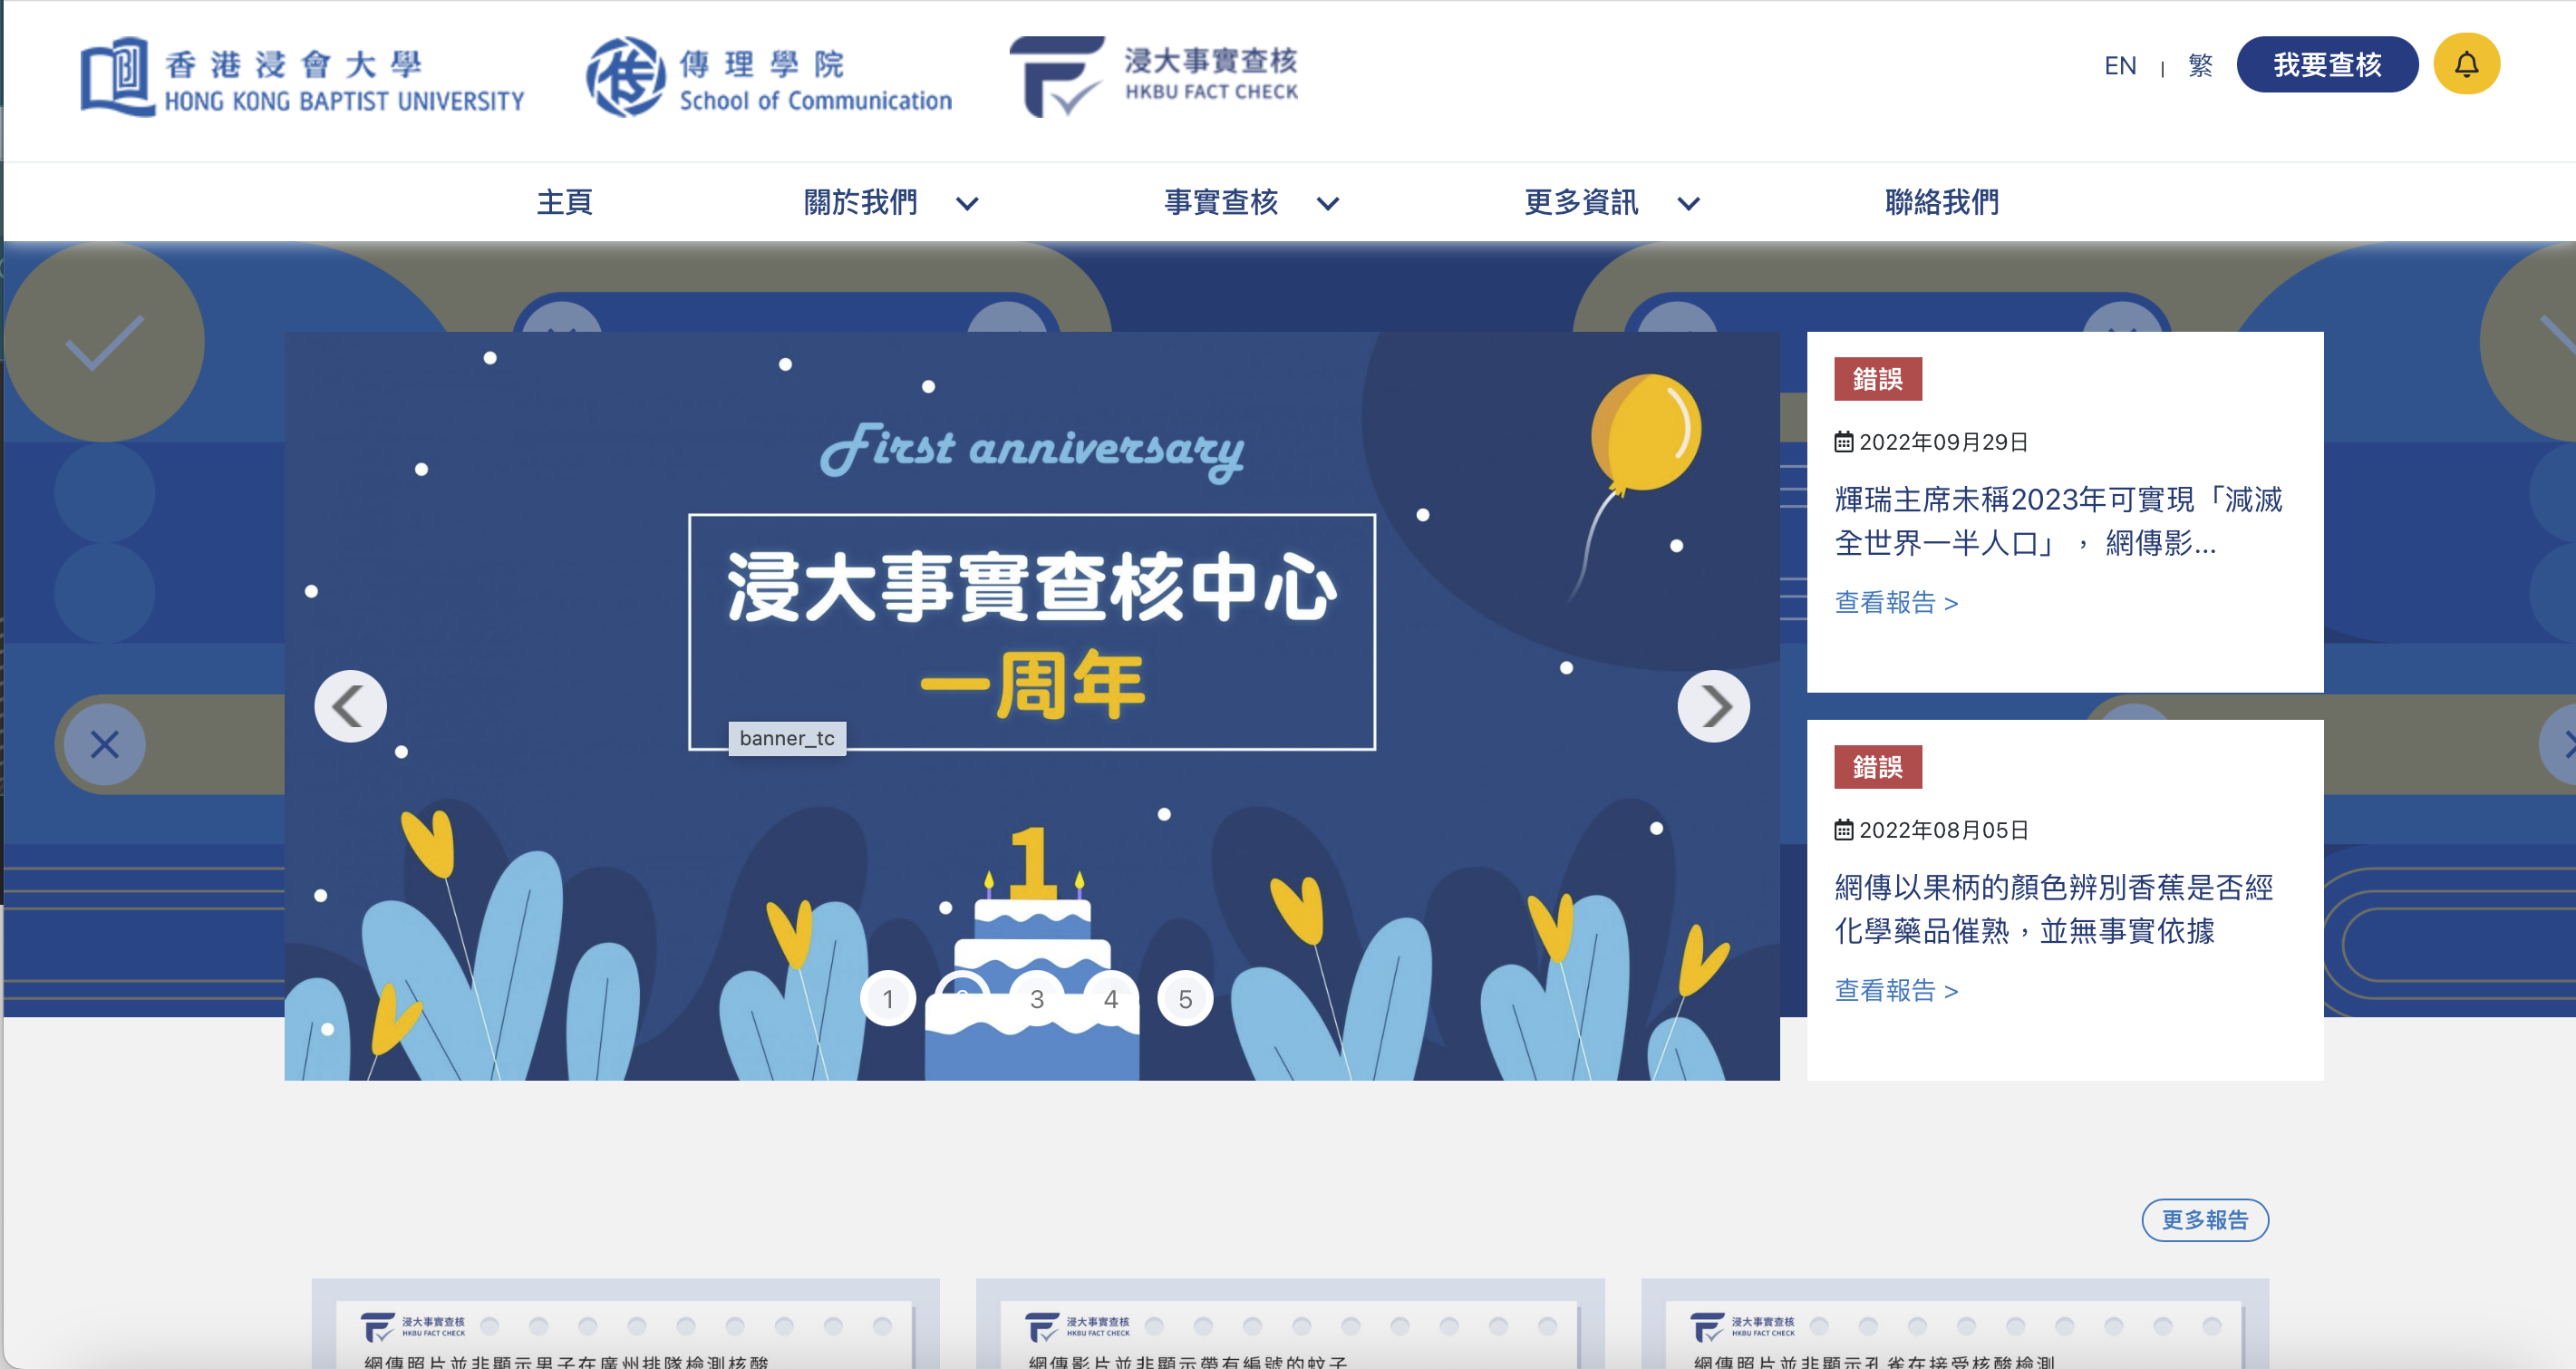 香港浸會大學
HONG KONG BAPTIST UNIVERSITY
傳理學院
School of Communication
浸大事實查核
HKBU FACT CHECK
EN | 繁
我要查核
主頁 關於我們 事實查核 更多資訊 聯絡我們
First anniversary
浸大事實查核中心
一周年
banner_tc
1
1 2 3 4 5
錯誤
2022年09月29日
輝瑞主席未稱2023年可實現「減滅
全世界一半人口」，網傳影...
查看報告 >
錯誤
2022年08月05日
網傳以果柄的顏色辨別香蕉是否經
化學藥品催熟，並無事實依據
查看報告 >
更多報告
浸大事實查核
HKBU FACT CHECK
網傳照片並非顯示男子在廣州排隊檢測核酸
浸大事實查核
HKBU FACT CHECK
網傳影片並非顯示帶有編號的蚊子
浸大事實查核
HKBU FACT CHECK
網傳照片並非顯示孔雀在接受核酸檢測